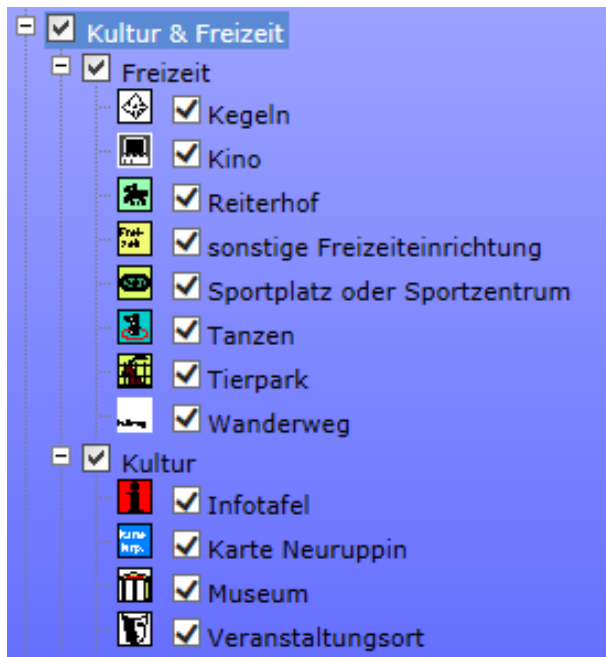 Kultur & Freizeit
Freizeit
Kegeln
Kino
Reiterhof
sonstige Freizeiteinrichtung
Sportplatz oder Sportzentrum
Tanzen
Tierpark
Wanderweg
Kultur
Infotafel
Karte Neuruppin
Museum
Veranstaltungsort